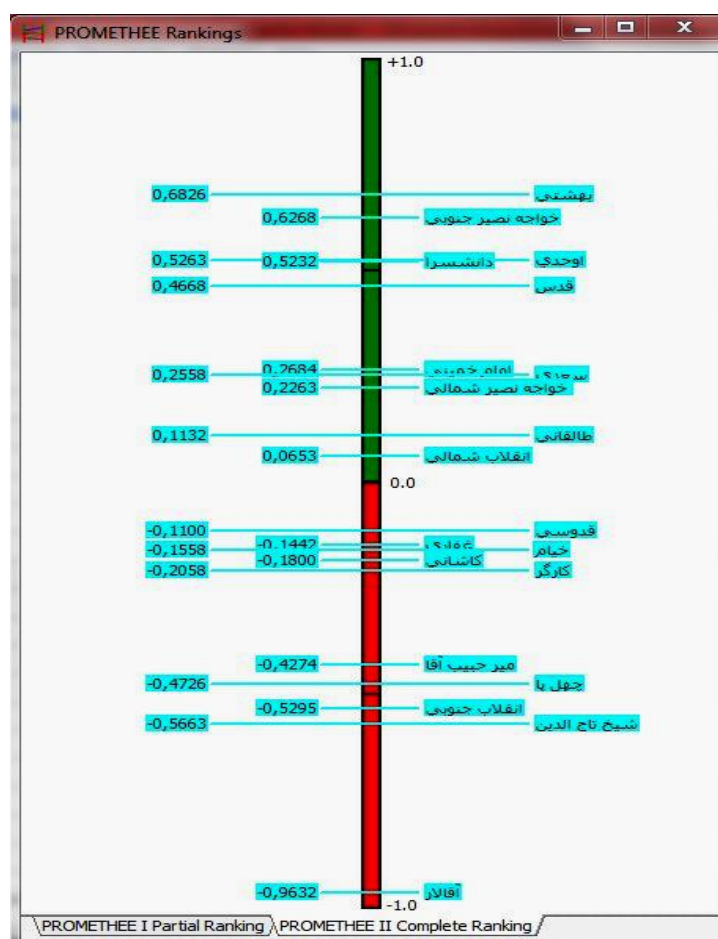 PROMETHEE Rankings
+1.0
0,6826 بهشتی
0,6268 خواجه نصیر جنوبی
0,5263 0,5232 دانشسرا اوحدي
0,4668 قدس
0,2684 امام خمینی
0,2558 سعدی
0,2263 خواجه نصیر شمالی
0,1132 طالقانی
0,0653 انقلاب شمالی
0.0
-0,1100 فدوسی
-0,1442 غفاری
-0,1558 خیام
-0,1800 کاشانی
-0,2058 کارگر
-0,4274 میر حبیب آقا
-0,4726 چهل پا
-0,5295 انقلاب جنوبی
-0,5663 شیخ تاج الدین
-0,9632 آقالار
-1.0
PROMETHEE I Partial Ranking PROMETHEE II Complete Ranking